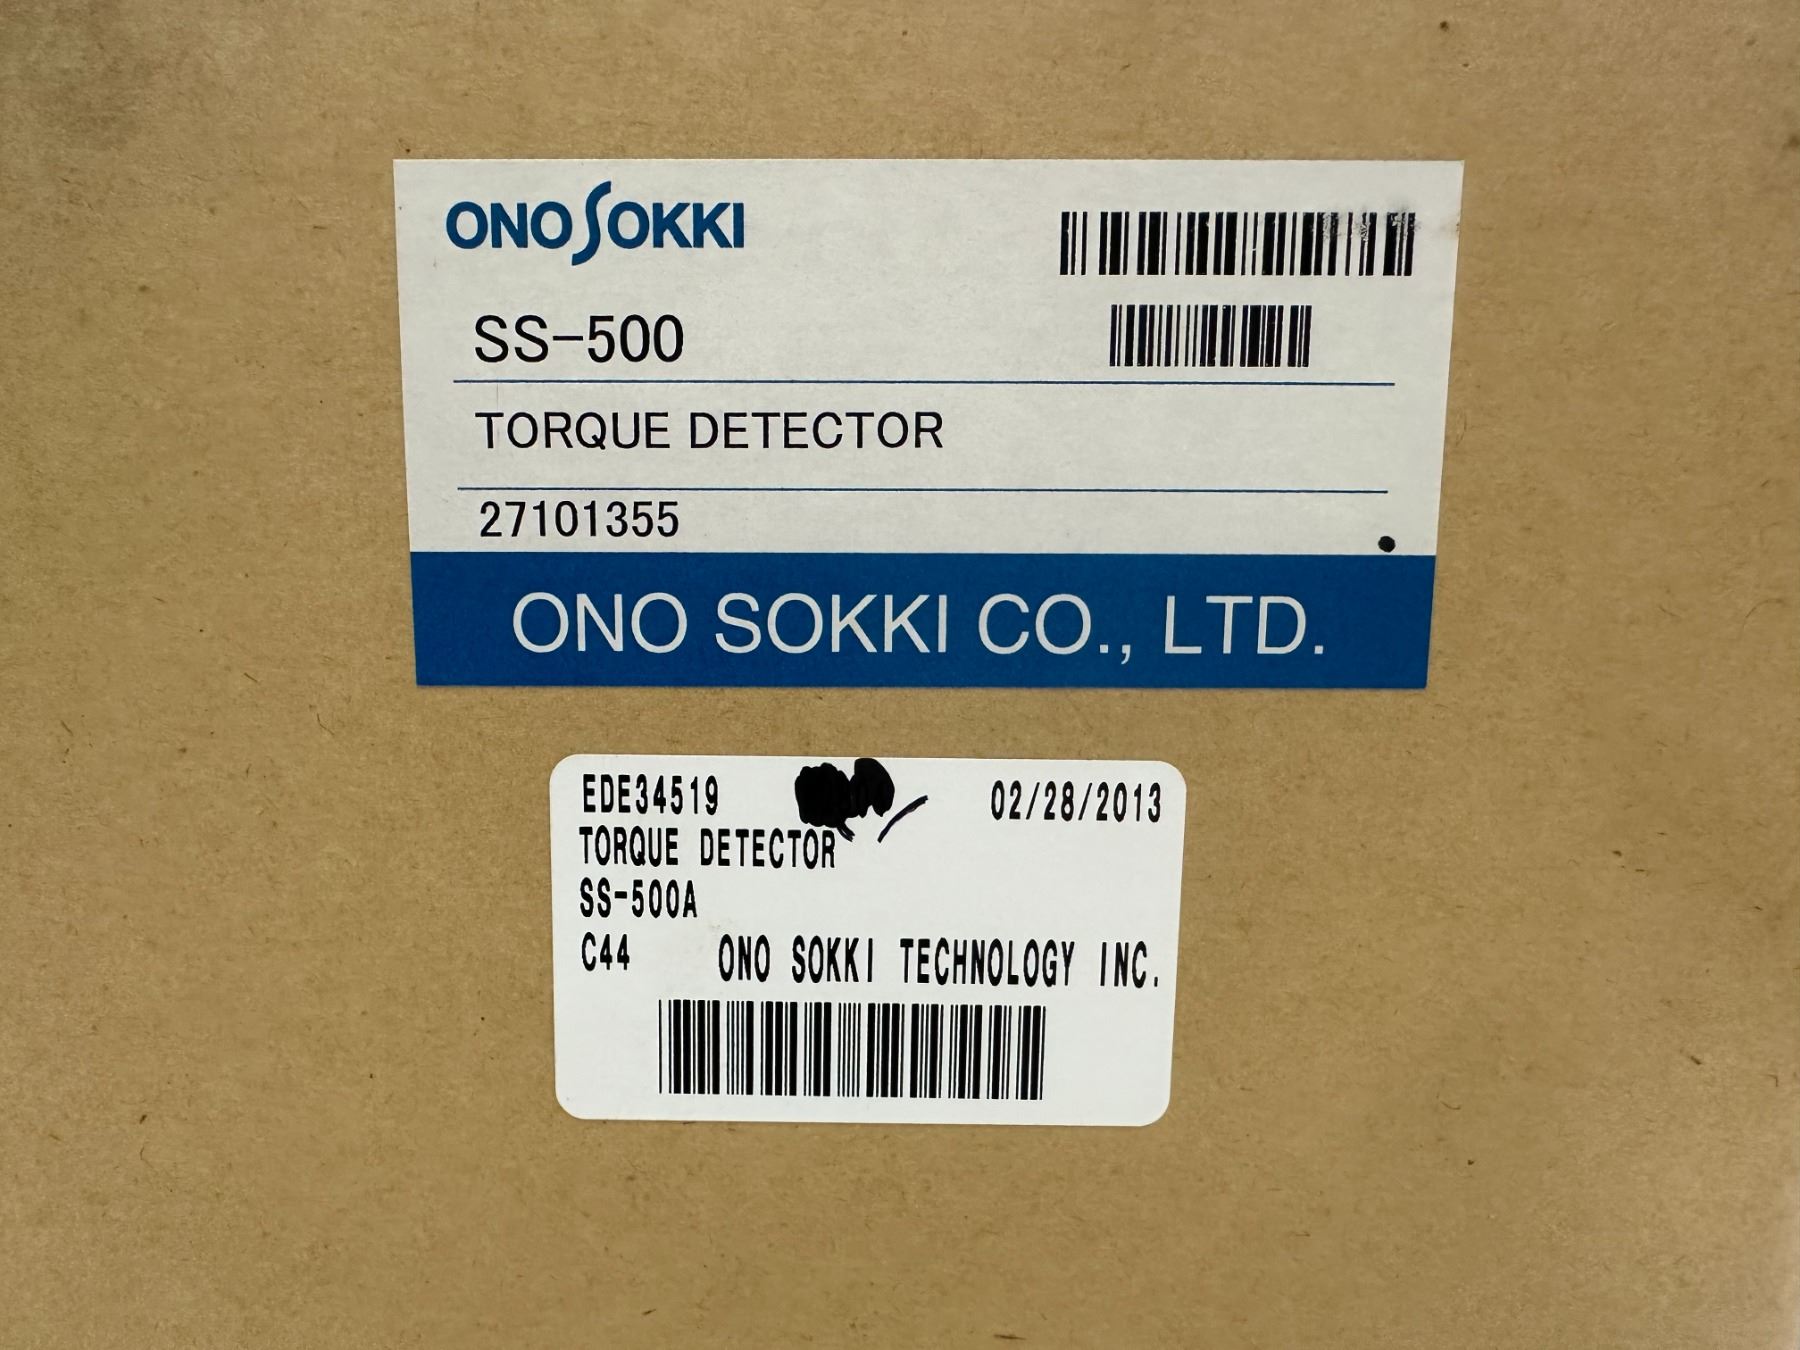 ONO SOKKI
SS-500
TORQUE DETECTOR
27101355
ONO SOKKI CO., LTD.
EDE34519 02/28/2013
TORQUE DETECTOR
SS-500A
C44 ONO SOKKI TECHNOLOGY INC.